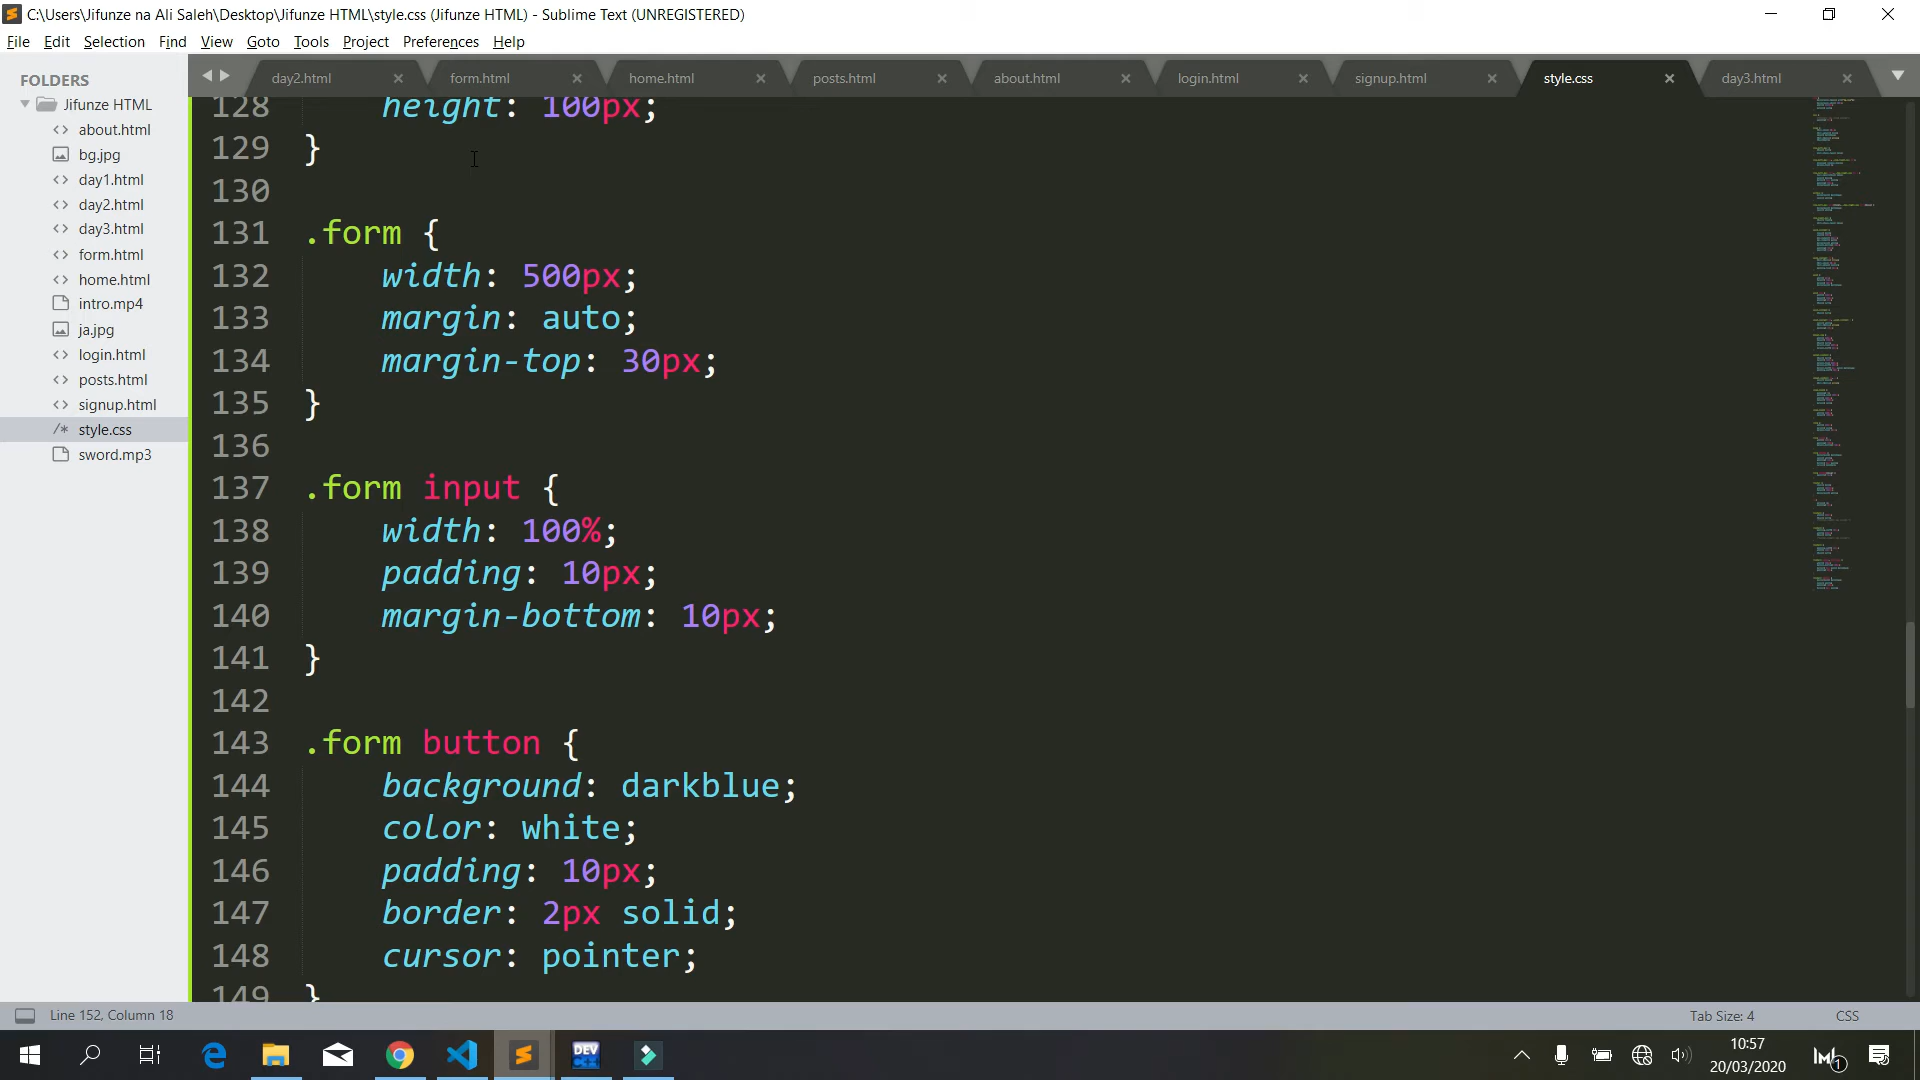 C:\Users\Jifunze na Ali Saleh\Desktop\Jifunze HTML\style.css (Jifunze HTML) - Sublime Text (UNREGISTERED)
File Edit Selection Find View Goto Tools Project Preferences Help
FOLDERS
Jifunze HTML
about.html
bg.jpg
day1.html
day2.html
day3.html
form.html
home.html
intro.mp4
ja.jpg
login.html
posts.html
signup.html
style.css
sword.mp3
day2.html form.html home.html posts.html about.html login.html signup.html style.css day3.html
128 height: 100px;
129 }
130
131 .form {
132 width: 500px;
133 margin: auto;
134 margin-top: 30px;
135 }
136
137 .form input {
138 width: 100%;
139 padding: 10px;
140 margin-bottom: 10px;
141 }
142
143 .form button {
144 background: darkblue;
145 color: white;
146 padding: 10px;
147 border: 2px solid;
148 cursor: pointer;
149 }
Line 152, Column 18 Tab Size: 4 CSS
DEV C++
10:57
20/03/2020
1